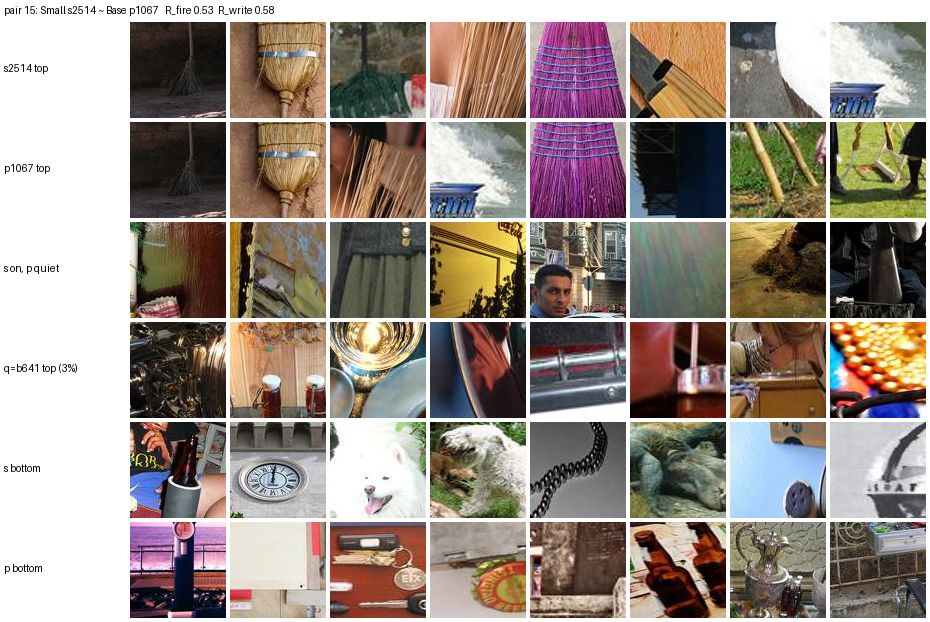 pair 15: Small s2514 ~ Base p1067 R_fire 0.53 R_write 0.58
s2514 top
p1067 top
s on, p quiet
q=b641 top (3%)
s bottom
p bottom